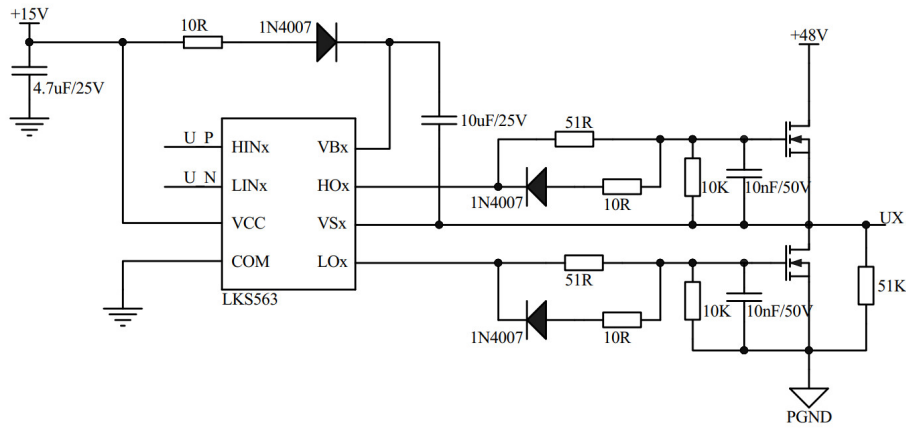 +15V
10R
1N4007
+48V
4.7uF/25V
10uF/25V
51R
U_P
HINx
VBx
U_N
LINx
HOx
1N4007
10R
10K
10nF/50V
VCC
VSx
UX
COM
LOx
51R
51K
LKS563
1N4007
10R
10K
10nF/50V
PGND